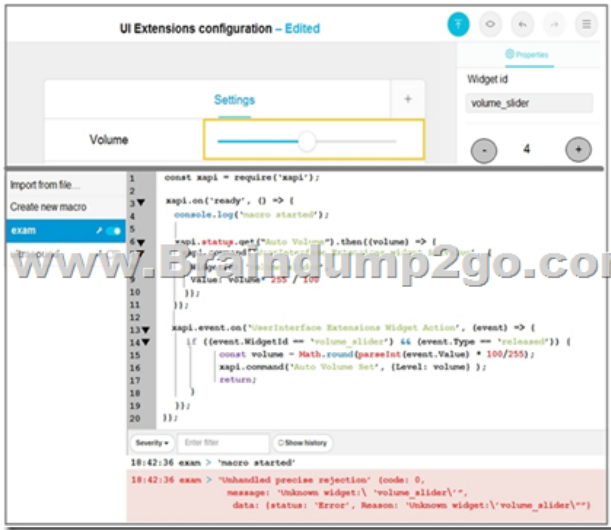 UI Extensions configuration – Edited
Properties
Widget id
Settings
+
volume_slider
Volume
- 4 +
Import from file...
Create new macro
exam
www.Braindump2go.com
1 const xapi = require('xapi');
2
3 xapi.on('ready', () => {
4 console.log('macro started');
5
6 xapi.status.get("Auto Volume").then((volume) => {
9 value: volume* 255 / 100
10 });
11 });
12
13 xapi.event.on('UserInterface Extensions Widget Action', (event) => {
14 if ((event.WidgetId == 'volume_slider') && (event.Type == 'released')) {
15 const volume - Math.round(parseInt(event.Value) * 100/255);
16 xapi.command('Auto Volume Set', {Level: volume} );
17 return;
18 }
19 });
20 });
Severity Enter filter Show history
18:42:36 exam > 'macro started'
18:42:36 exam > 'Unhandled precise rejection' (code: 0,
message: 'Unknown widget:\ 'volume_slider\'",
data: (status: 'Error', Reason: Unknown widget:\'volume_slider\"")